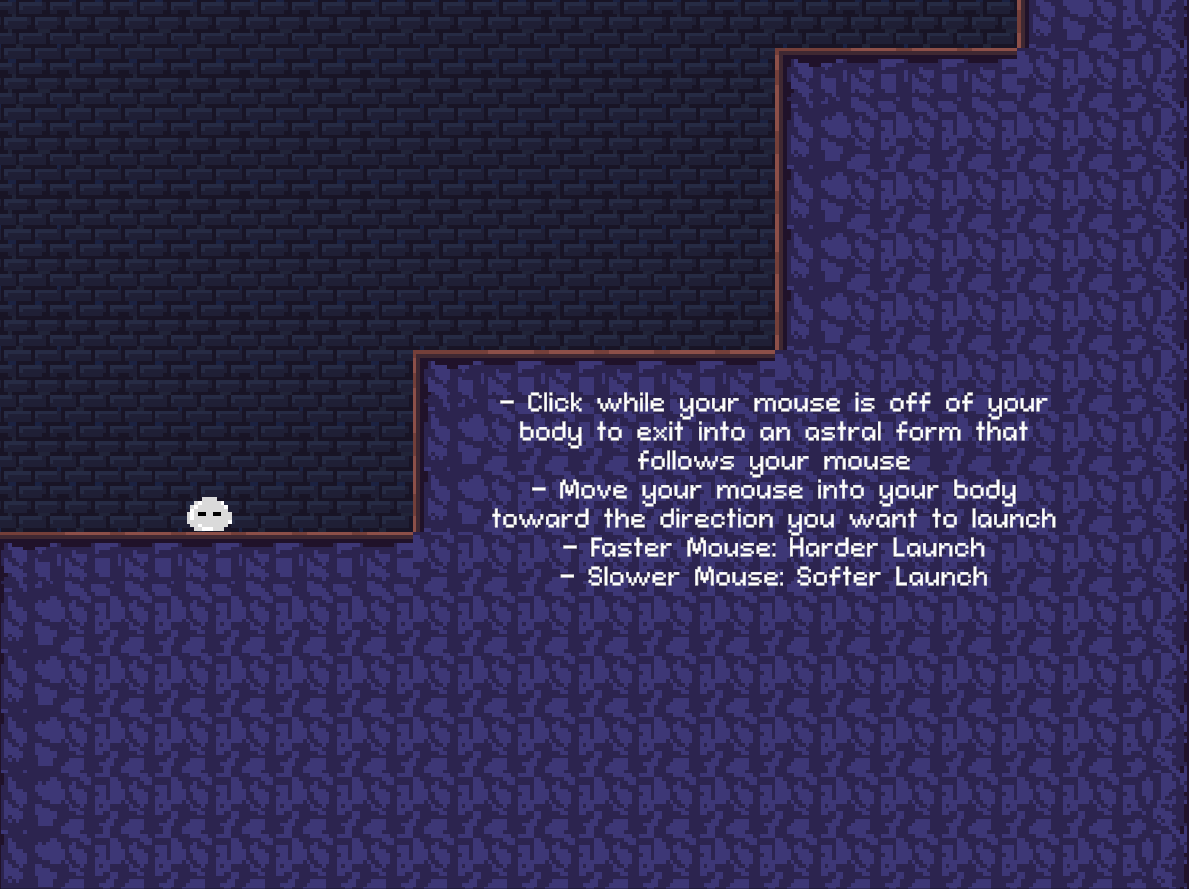 - Click while your mouse is off of your
body to exit into an astral form that
follows your mouse
- Move your mouse into your body
toward the direction you want to launch
- Faster Mouse: Harder Launch
- Slower Mouse: Softer Launch